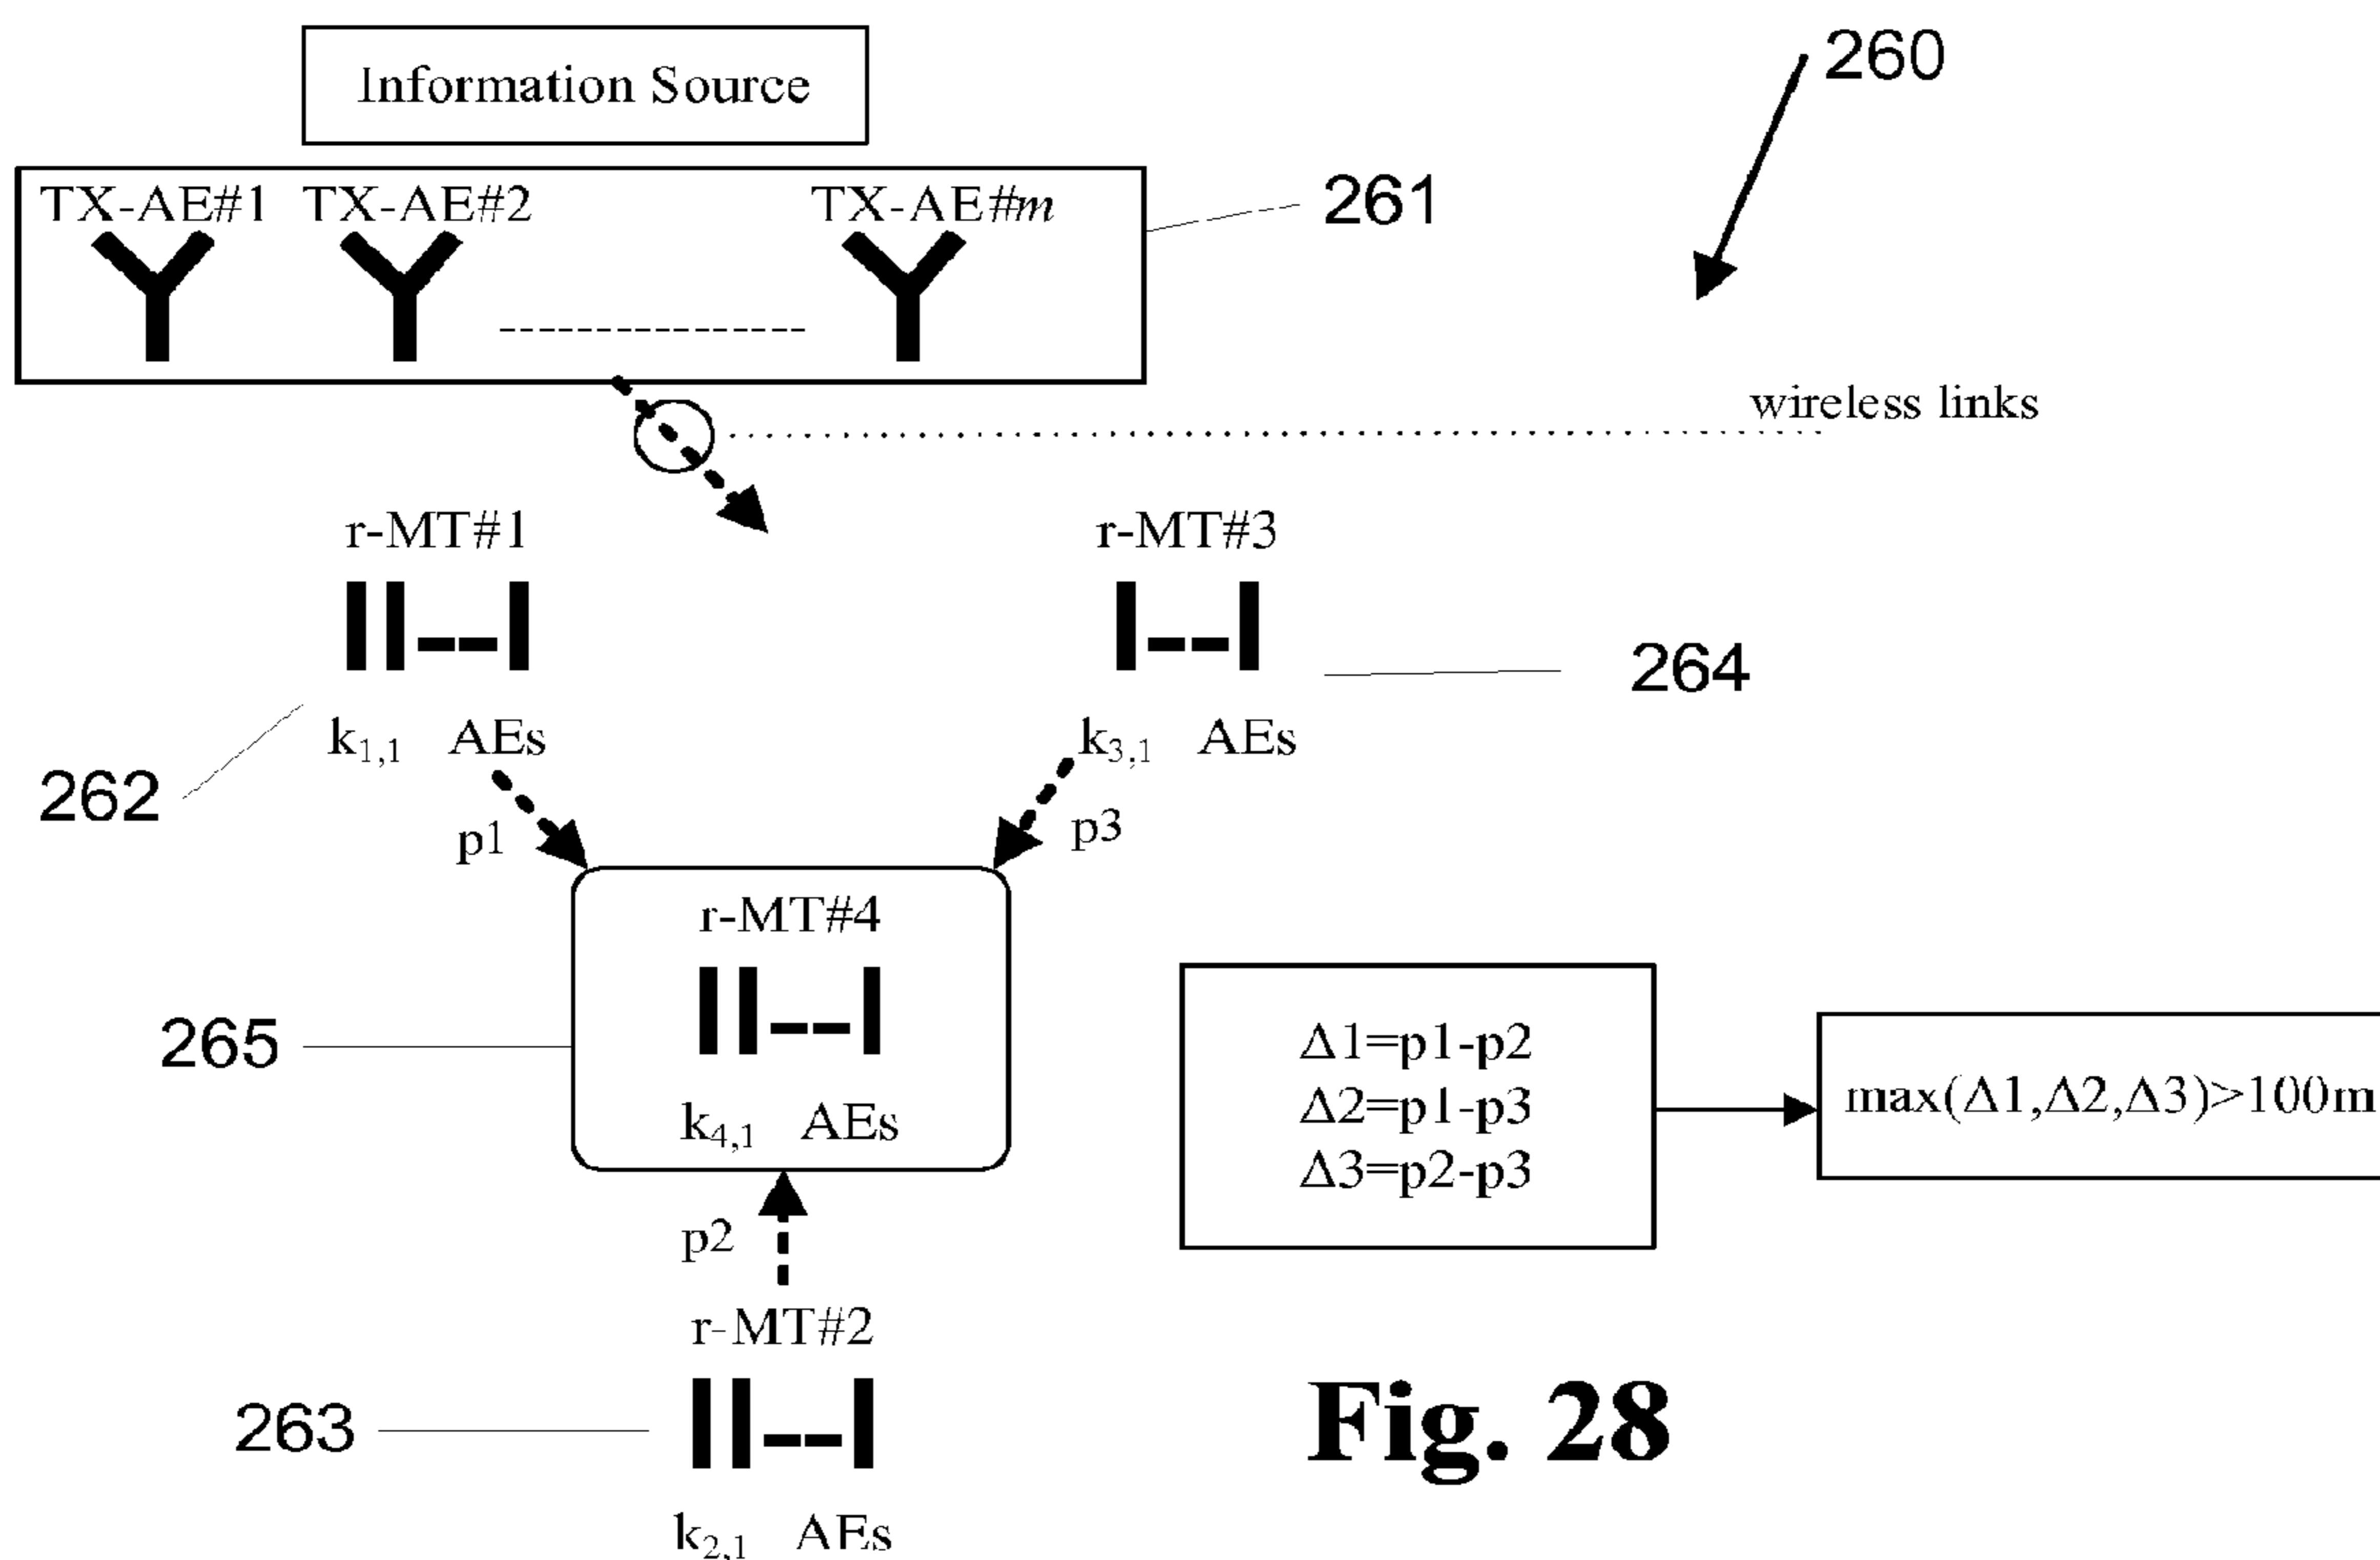 Information Source
260
TX-AE#1 TX-AE#2 TX-AE#m
261
wireless links
r-MT#1
r-MT#3
264
k1,1 AEs
k3,1 AEs
262
p1
p3
r-MT#4
265
k4,1 AEs
Δ1=p1-p2
Δ2=p1-p3
Δ3=p2-p3
max(Δ1,Δ2,Δ3)>100m
p2
r-MT#2
263
k2,1 AEs
Fig. 28